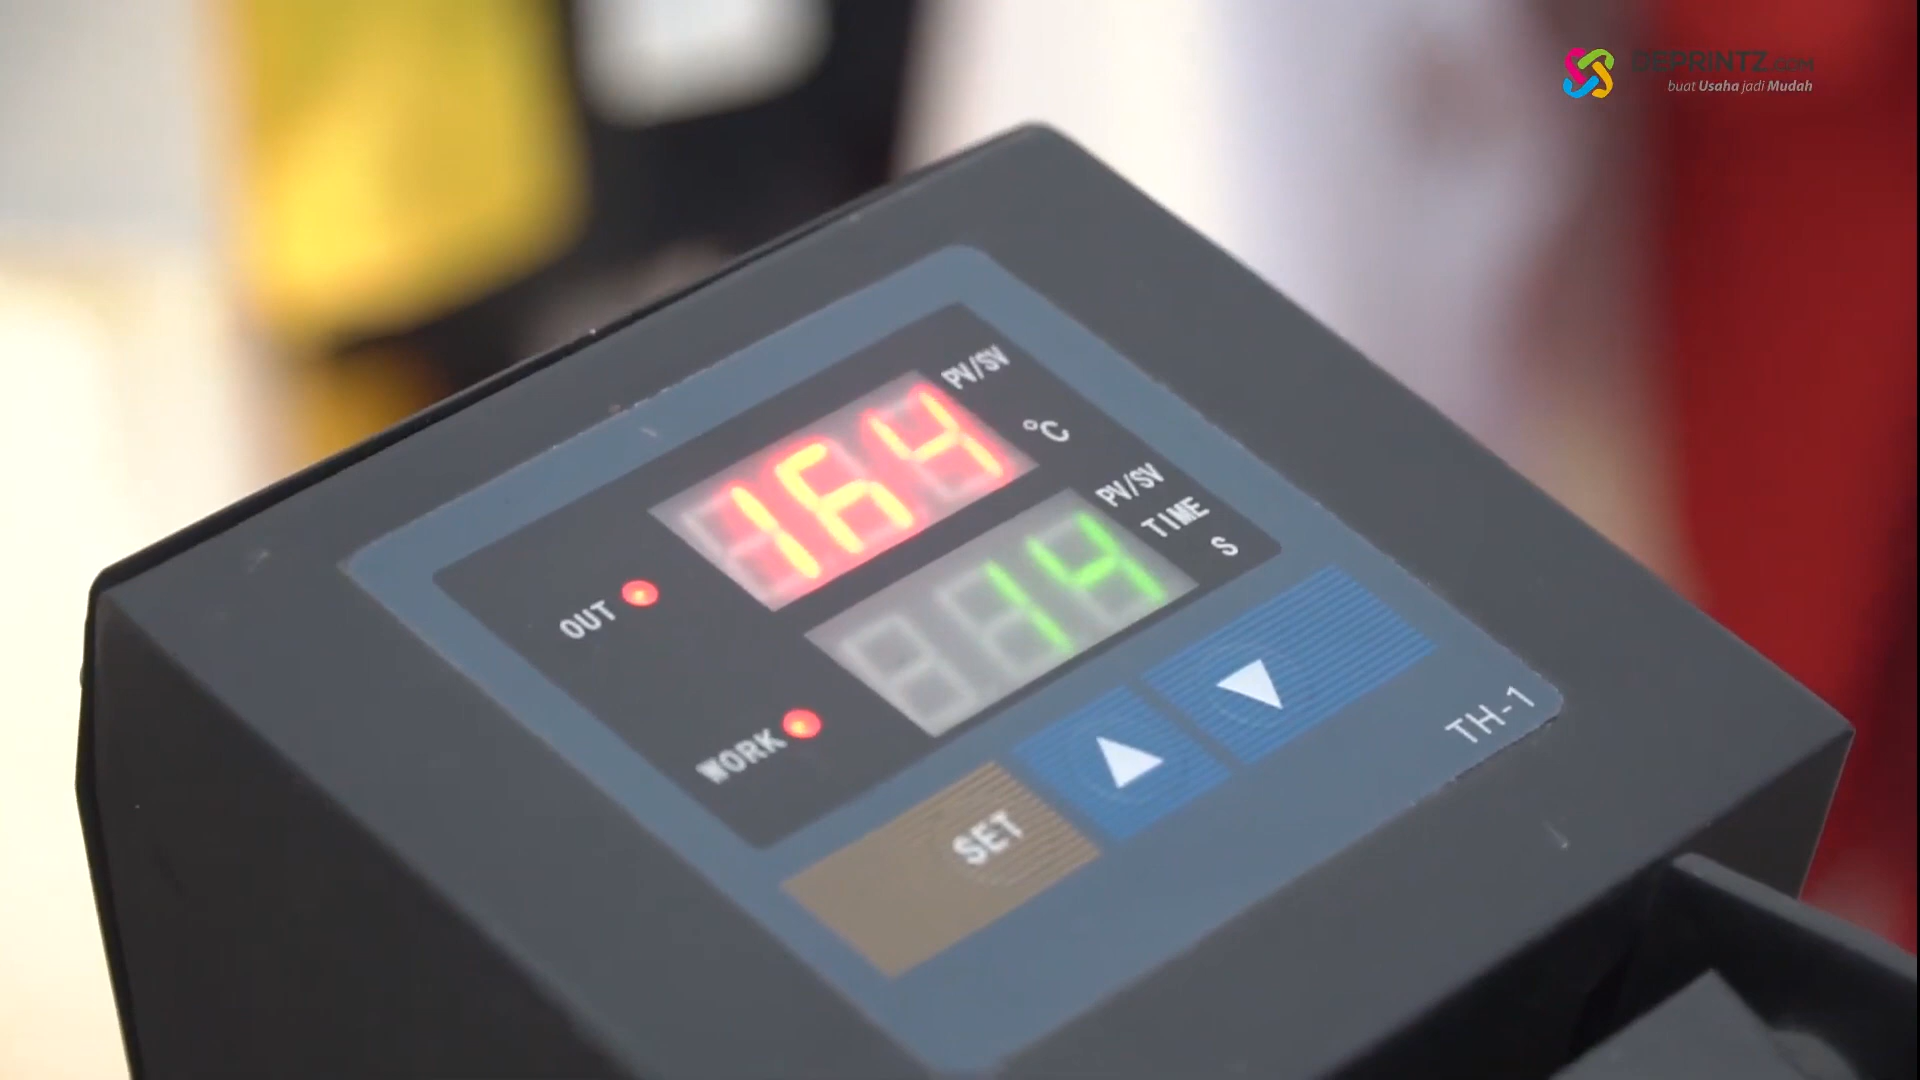 DEPRINTZ.COM
buat Usaha jadi Mudah
164
PV/SV
°C
14
PV/SV
TIME
S
OUT
WORK
SET
TH-1